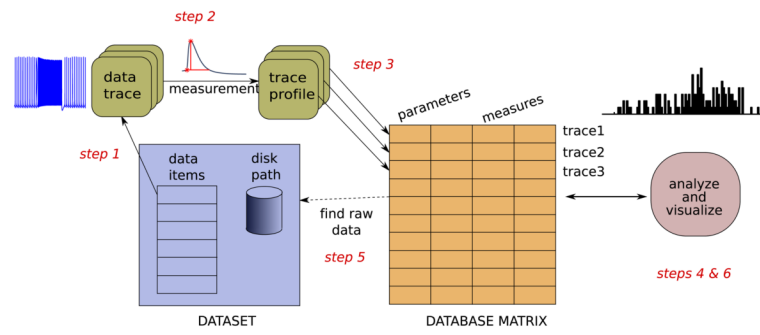 step 2
data
trace
measurement
trace
profile
step 3
parameters
measures
step 1
data
items
disk
path
trace1
trace2
trace3
find raw
data
step 5
analyze
and
visualize
steps 4 & 6
DATASET
DATABASE MATRIX